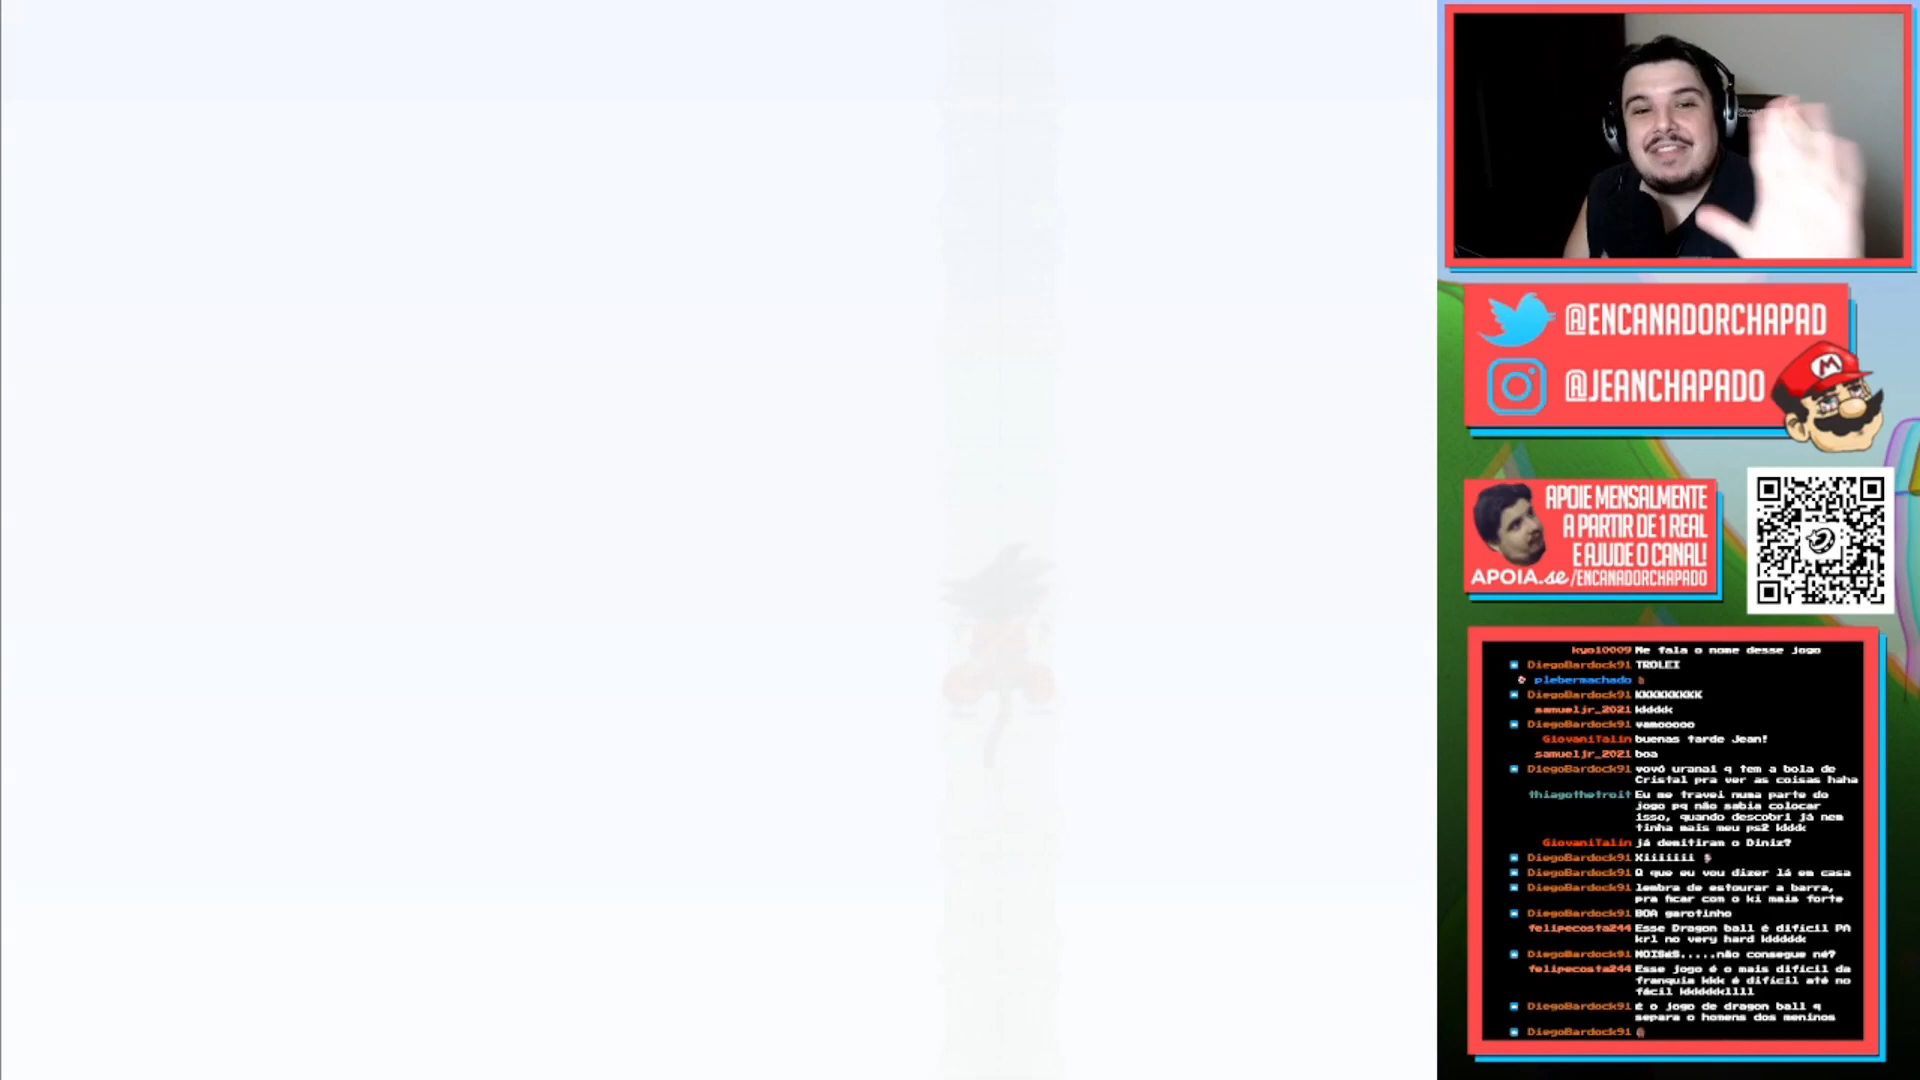 @ENCANADORCHAPAD
@JEANCHAPADO
M
APOIE MENSALMENTE
A PARTIR DE 1 REAL
E AJUDE O CANAL!
APOIA.se/ENCANADORCHAPADO
kyo10009 Me fala o nome desse jogo
DiegoBardock91 TROLEI
plebermachado
DiegoBardock91 KKKKKKKKK
samueljr_2021 kkkkk
DiegoBardock91 vamooooo
GiovaniTalin buenas tarde Jean!
samueljr_2021 boa
DiegoBardock91 vovó uranai q tem a bola de
Cristal pra ver as coisas haha
thiagothetroit Eu me travei numa parte do
jogo pq não sabia colocar
isso, quando descobri já nem
tinha mais meu ps2 kkkk
GiovaniTalin já demitiram o Diniz?
DiegoBardock91 Xiiiiiii
DiegoBardock91 O que eu vou dizer lá em casa
DiegoBardock91 lembra de estourar a barra,
pra ficar com o ki mais forte
DiegoBardock91 BOA garotinho
felipecosta244 Esse Dragon ball é difícil PA
krl no very hard kkkkkk
DiegoBardock91 MOISéS.....não consegue né?
felipecosta244 Esse jogo é o mais difícil da
franquia kkk é difícil até no
fácil kkkkkkllll
DiegoBardock91 é o jogo de dragon ball q
separa o homens dos meninos
DiegoBardock91